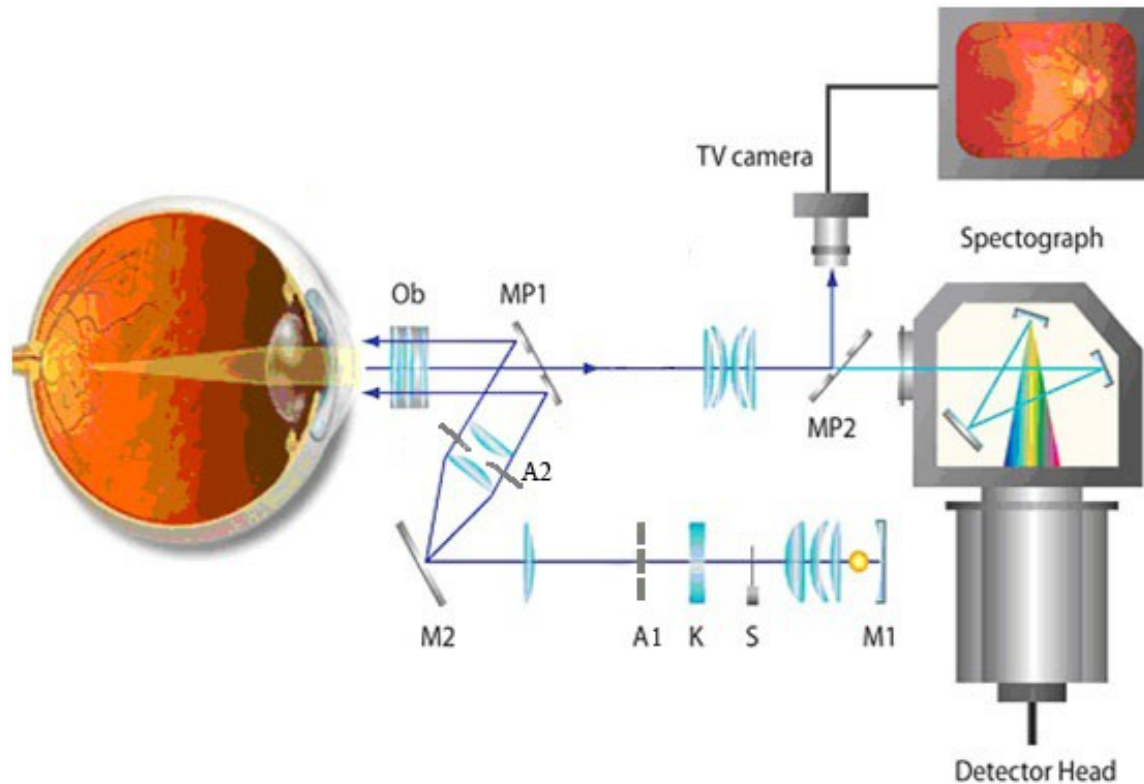 TV camera
Spectograph
Ob
MP1
MP2
A2
M2
A1
K
S
M1
Detector Head